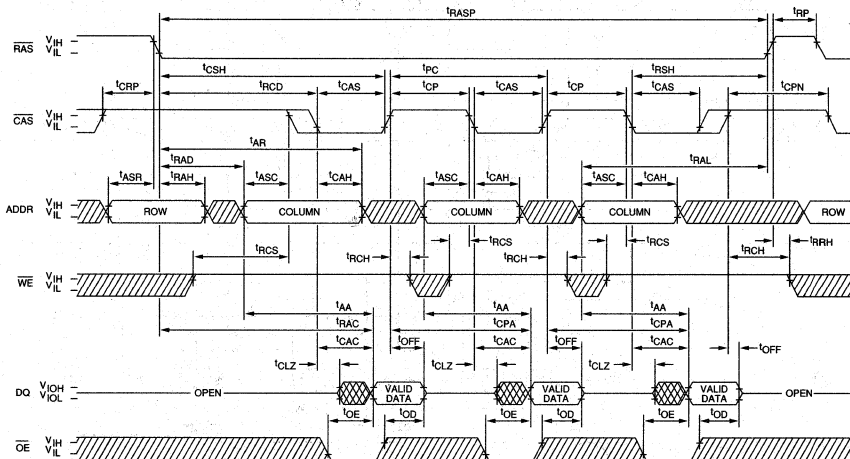 tRASP
tRP
RAS VIH VIL
tCSH tPC tRSH
tCRP tRCD tCAS tCP tCAS tCP tCAS tCPN
CAS VIH VIL
tAR
tRAD tRAL
tASR tRAH tASC tCAH tASC tCAH tASC tCAH
ADDR VIH VIL ROW COLUMN COLUMN COLUMN ROW
tRCS tRCH tRCS tRCH tRCS tRCH tRRH
WE VIH VIL
tAA tAA tAA
tRAC tCPA tCPA
tCAC tOFF tCAC tOFF tCAC tOFF
tCLZ tCLZ tCLZ
DQ VIOH VIOL OPEN VALID DATA VALID DATA VALID DATA OPEN
tOE tOD tOE tOD tOE tOD
OE VIH VIL